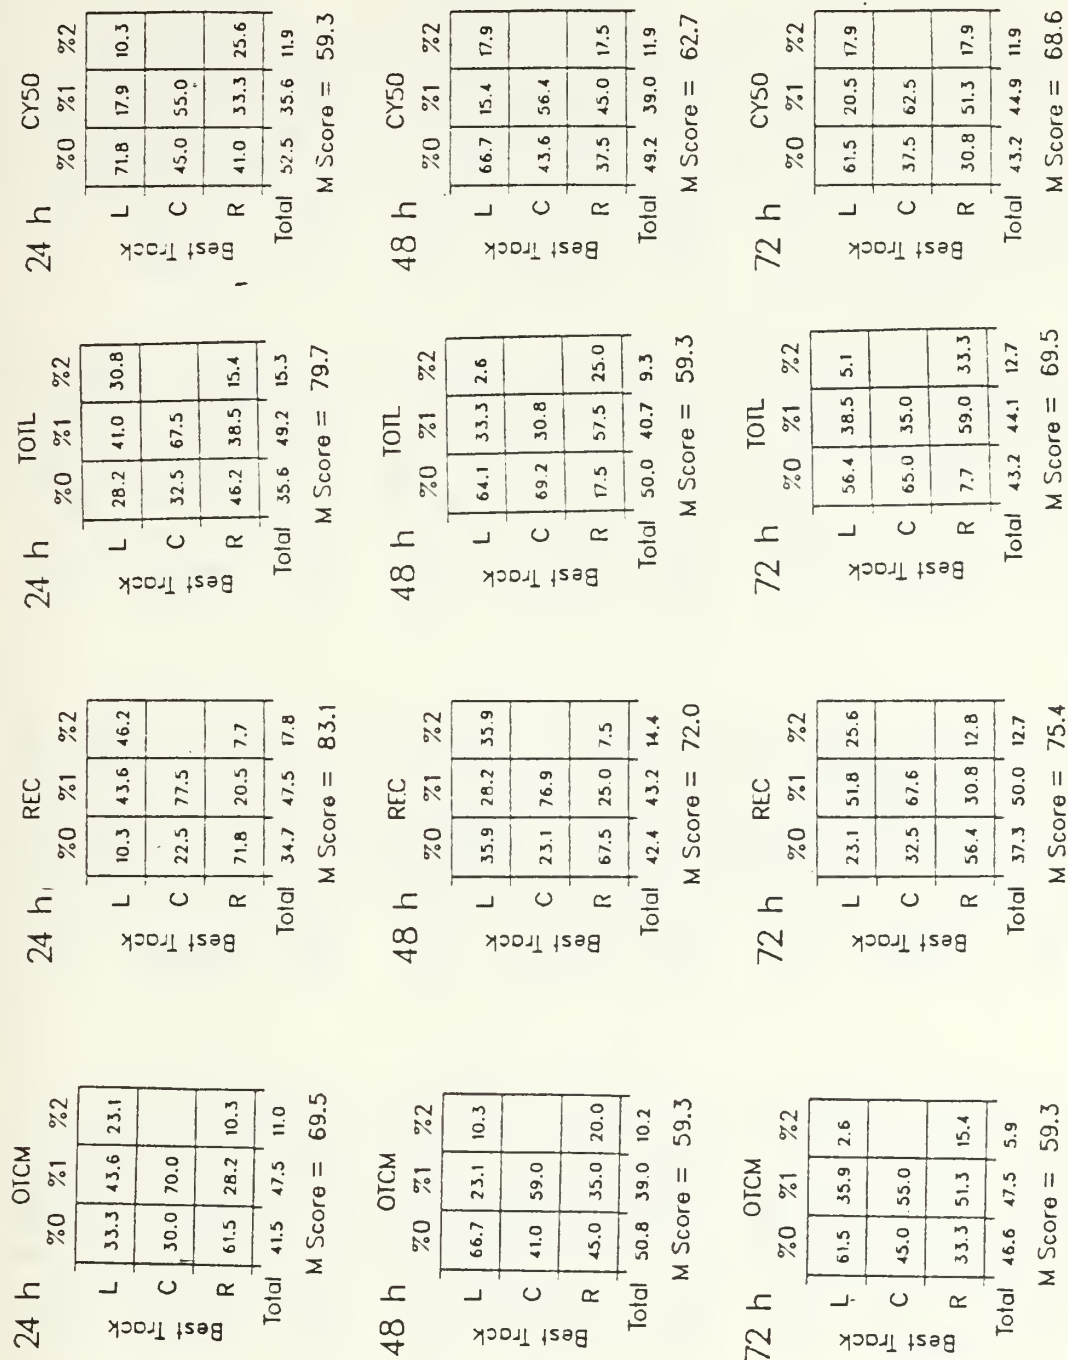 24 h OTCM
%0 %1 %2
Best Track
L 33.3 43.6 23.1
C 30.0 70.0
R 61.5 28.2 10.3
Total 41.5 47.5 11.0
M Score = 69.5
24 h REC
%0 %1 %2
Best Track
L 10.3 43.6 46.2
C 22.5 77.5
R 71.8 20.5 7.7
Total 34.7 47.5 17.8
M Score = 83.1
24 h TOTL
%0 %1 %2
Best Track
L 28.2 41.0 30.8
C 32.5 67.5
R 46.2 38.5 15.4
Total 35.6 49.2 15.3
M Score = 79.7
24 h CY50
%0 %1 %2
Best Track
L 71.8 17.9 10.3
C 45.0 55.0
R 41.0 33.3 25.6
Total 52.5 35.6 11.9
M Score = 59.3
48 h OTCM
%0 %1 %2
Best Track
L 66.7 23.1 10.3
C 41.0 59.0
R 45.0 35.0 20.0
Total 50.8 39.0 10.2
M Score = 59.3
48 h REC
%0 %1 %2
Best Track
L 35.9 28.2 35.9
C 23.1 76.9
R 67.5 25.0 7.5
Total 42.4 43.2 14.4
M Score = 72.0
48 h TOTL
%0 %1 %2
Best Track
L 64.1 33.3 2.6
C 69.2 30.8
R 17.5 57.5 25.0
Total 50.0 40.7 9.3
M Score = 59.3
48 h CY50
%0 %1 %2
Best Track
L 66.7 15.4 17.9
C 43.6 56.4
R 37.5 45.0 17.5
Total 49.2 39.0 11.9
M Score = 62.7
72 h OTCM
%0 %1 %2
Best Track
L 61.5 35.9 2.6
C 45.0 55.0
R 33.3 51.3 15.4
Total 46.6 47.5 5.9
M Score = 59.3
72 h REC
%0 %1 %2
Best Track
L 23.1 51.8 25.6
C 32.5 67.6
R 56.4 30.8 12.8
Total 37.3 50.0 12.7
M Score = 75.4
72 h TOTL
%0 %1 %2
Best Track
L 56.4 38.5 5.1
C 65.0 35.0
R 7.7 59.0 33.3
Total 43.2 44.1 12.7
M Score = 69.5
72 h CY50
%0 %1 %2
Best Track
L 61.5 20.5 17.9
C 37.5 62.5
R 30.8 51.3 17.9
Total 43.2 44.9 11.9
M Score = 68.6